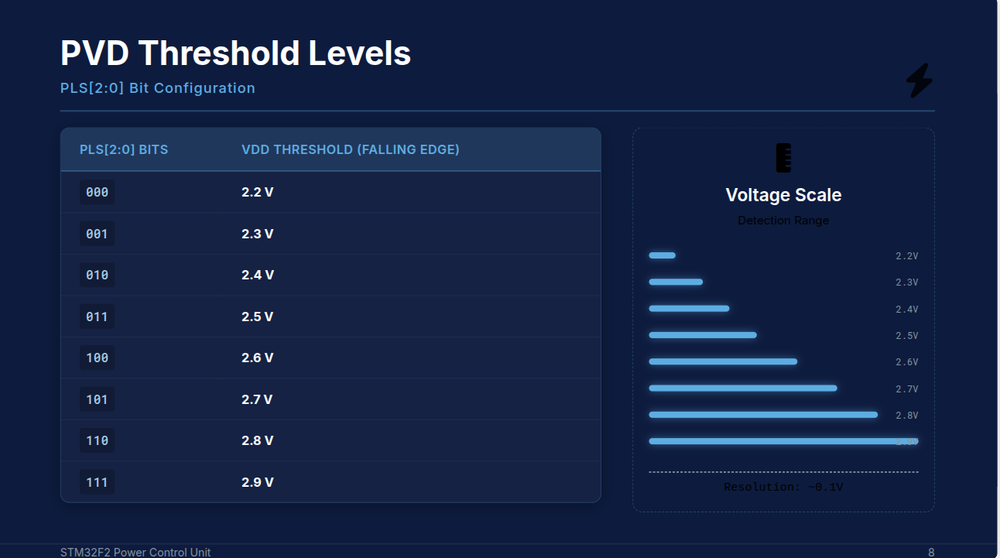 PVD Threshold Levels
PLS[2:0] Bit Configuration
PLS[2:0] BITS VDD THRESHOLD (FALLING EDGE)
000 2.2 V
001 2.3 V
010 2.4 V
011 2.5 V
100 2.6 V
101 2.7 V
110 2.8 V
111 2.9 V
Voltage Scale
Detection Range
2.2V
2.3V
2.4V
2.5V
2.6V
2.7V
2.8V
Resolution: ~0.1V
STM32F2 Power Control Unit 8